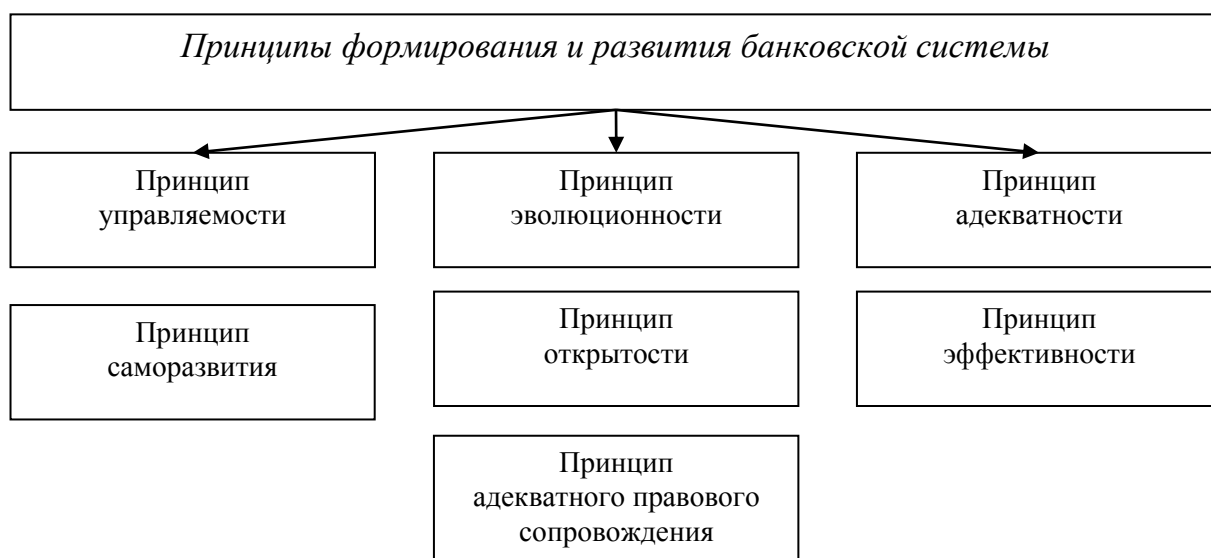 Принципы формирования и развития банковской системы
Принцип
управляемости
Принцип
эволюционности
Принцип
адекватности
Принцип
саморазвития
Принцип
открытости
Принцип
эффективности
Принцип
адекватного правового
сопровождения